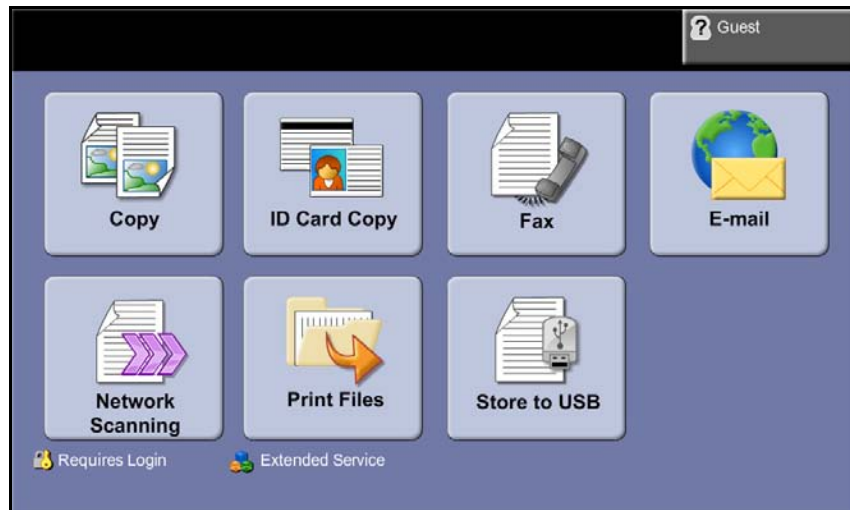 Guest
Copy
ID Card Copy
Fax
E-mail
Network
Scanning
Print Files
Store to USB
Requires Login
Extended Service